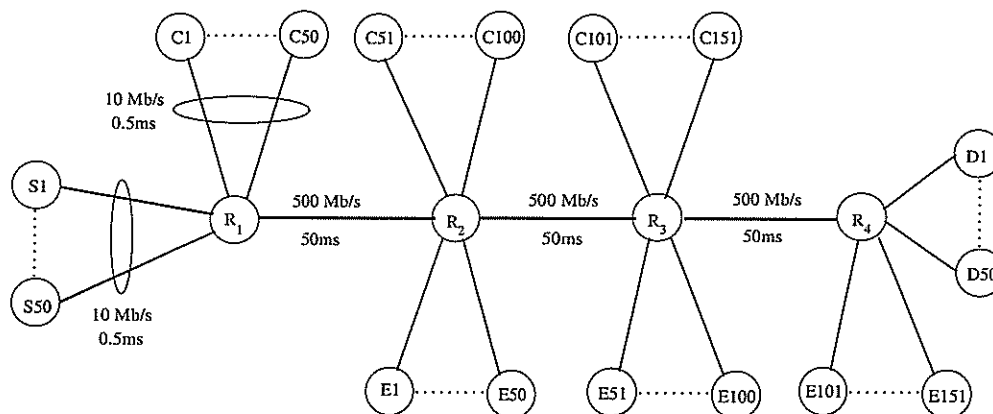 C1
C50
C51
C100
C101
C151
10 Mb/s
0.5ms
S1
D1
500 Mb/s
500 Mb/s
500 Mb/s
R1
R2
R3
R4
50ms
50ms
50ms
S50
D50
10 Mb/s
0.5ms
E1
E50
E51
E100
E101
E151